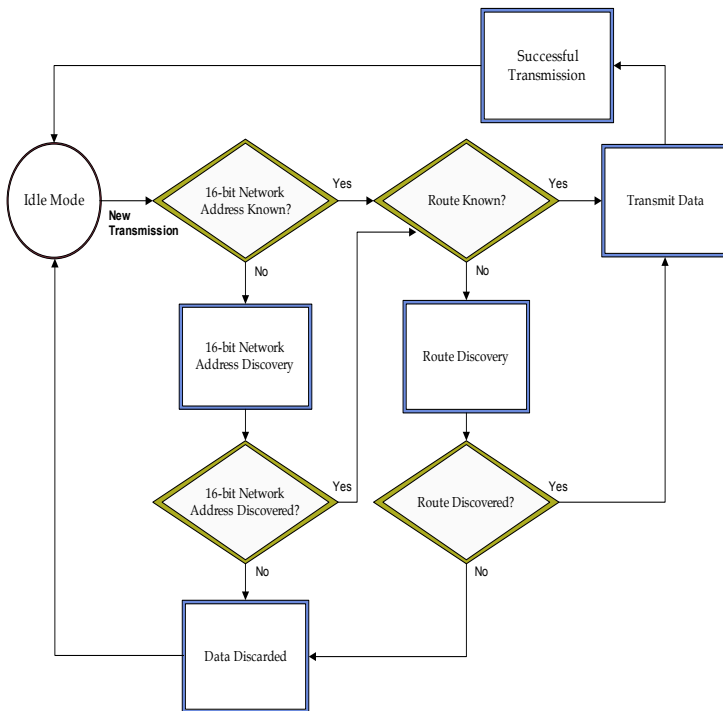 Successful
Transmission
Idle Mode
New
Transmission
16-bit Network
Address Known?
Yes
Route Known?
Yes
Transmit Data
No
No
16-bit Network
Address Discovery
Route Discovery
16-bit Network
Address Discovered?
Yes
Route Discovered?
Yes
No
No
Data Discarded